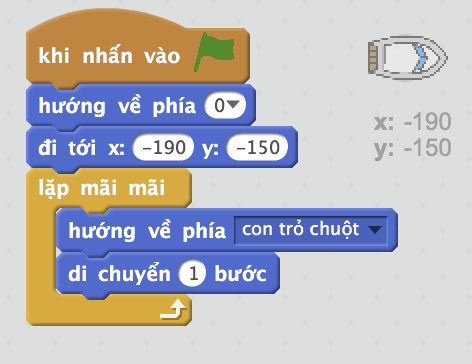 khi nhấn vào
hướng về phía 0
đi tới x: -190 y: -150
lặp mãi mãi
hướng về phía con trỏ chuột
di chuyển 1 bước
x: -190
y: -150